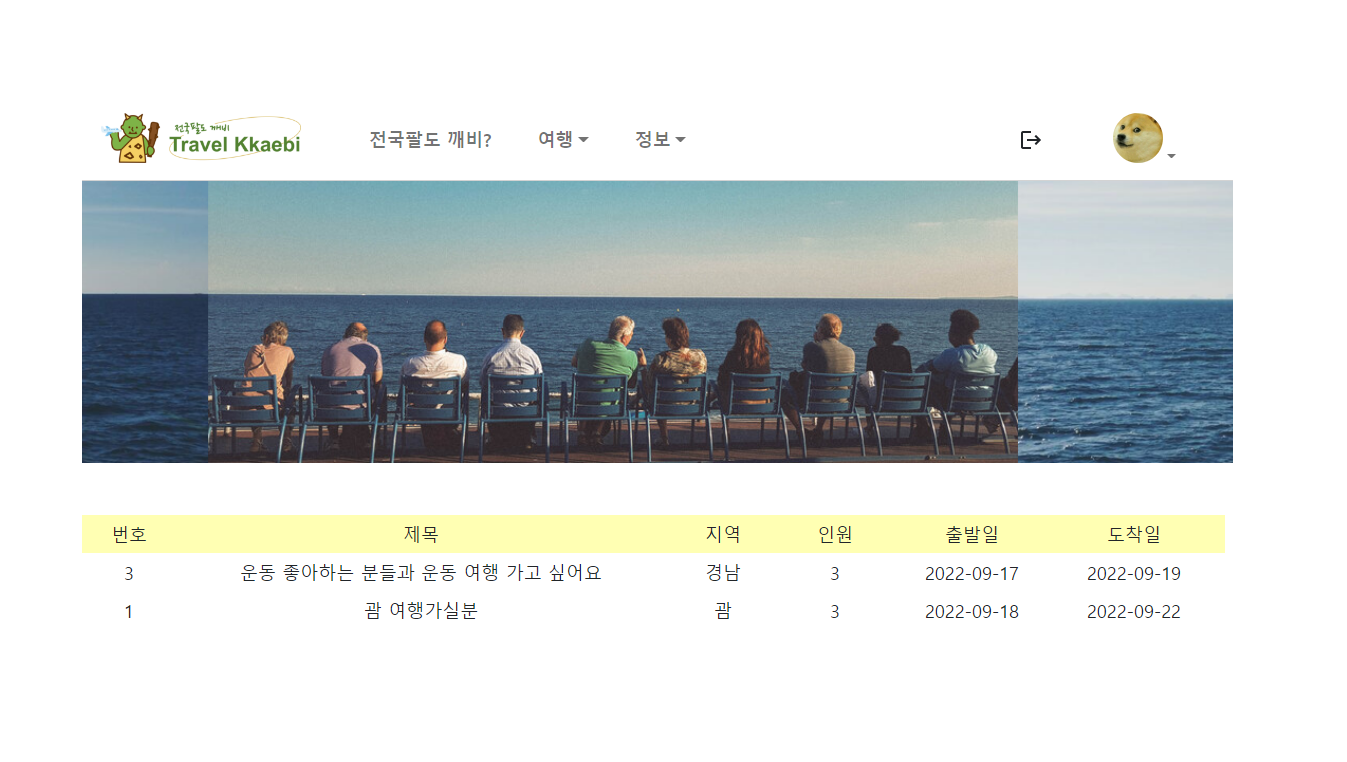 전국팔도 깨비
Travel Kkaebi
전국팔도 깨비? 여행 정보
번호 제목 지역 인원 출발일 도착일
3 운동 좋아하는 분들과 운동 여행 가고 싶어요 경남 3 2022-09-17 2022-09-19
1 괌 여행가실분 괌 3 2022-09-18 2022-09-22